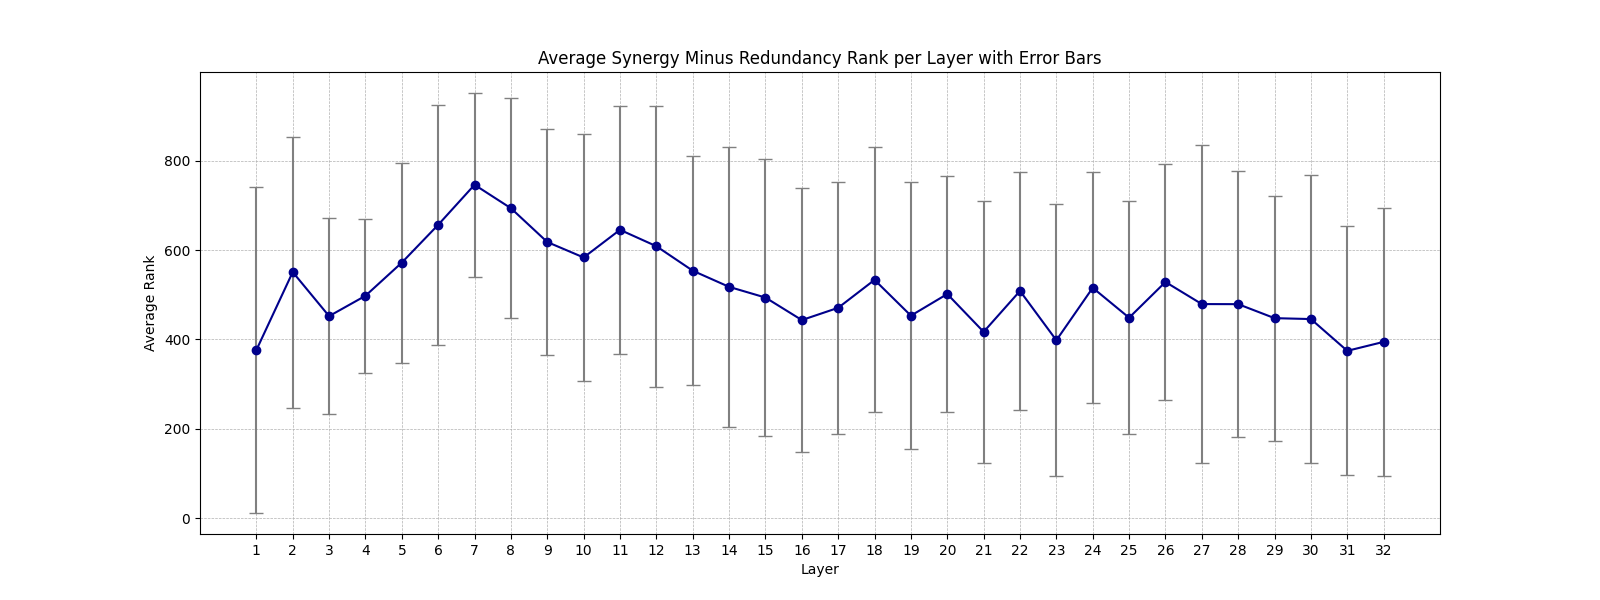 Average Synergy Minus Redundancy Rank per Layer with Error Bars
Average Rank
800
600
400
200
0
1 2 3 4 5 6 7 8 9 10 11 12 13 14 15 16 17 18 19 20 21 22 23 24 25 26 27 28 29 30 31 32
Layer